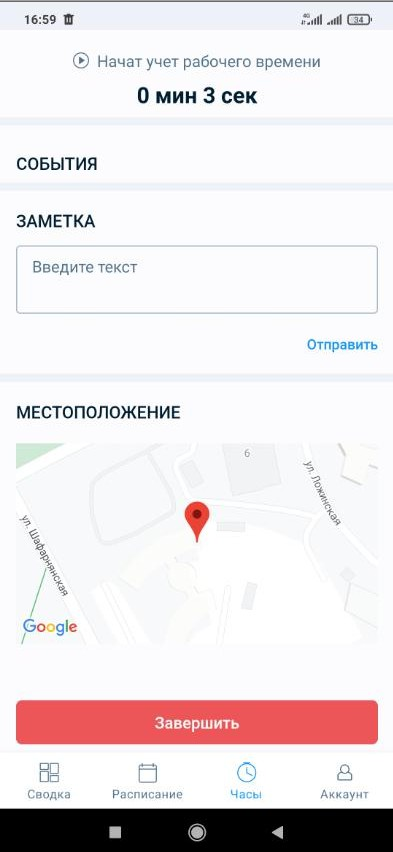 16:59
4G
34
Начат учет рабочего времени
0 мин 3 сек
СОБЫТИЯ
ЗАМЕТКА
Введите текст
Отправить
МЕСТОПОЛОЖЕНИЕ
6
ул. Ложинская
ул. Шафарнянская
Google
Завершить
Сводка
Расписание
Часы
Аккаунт